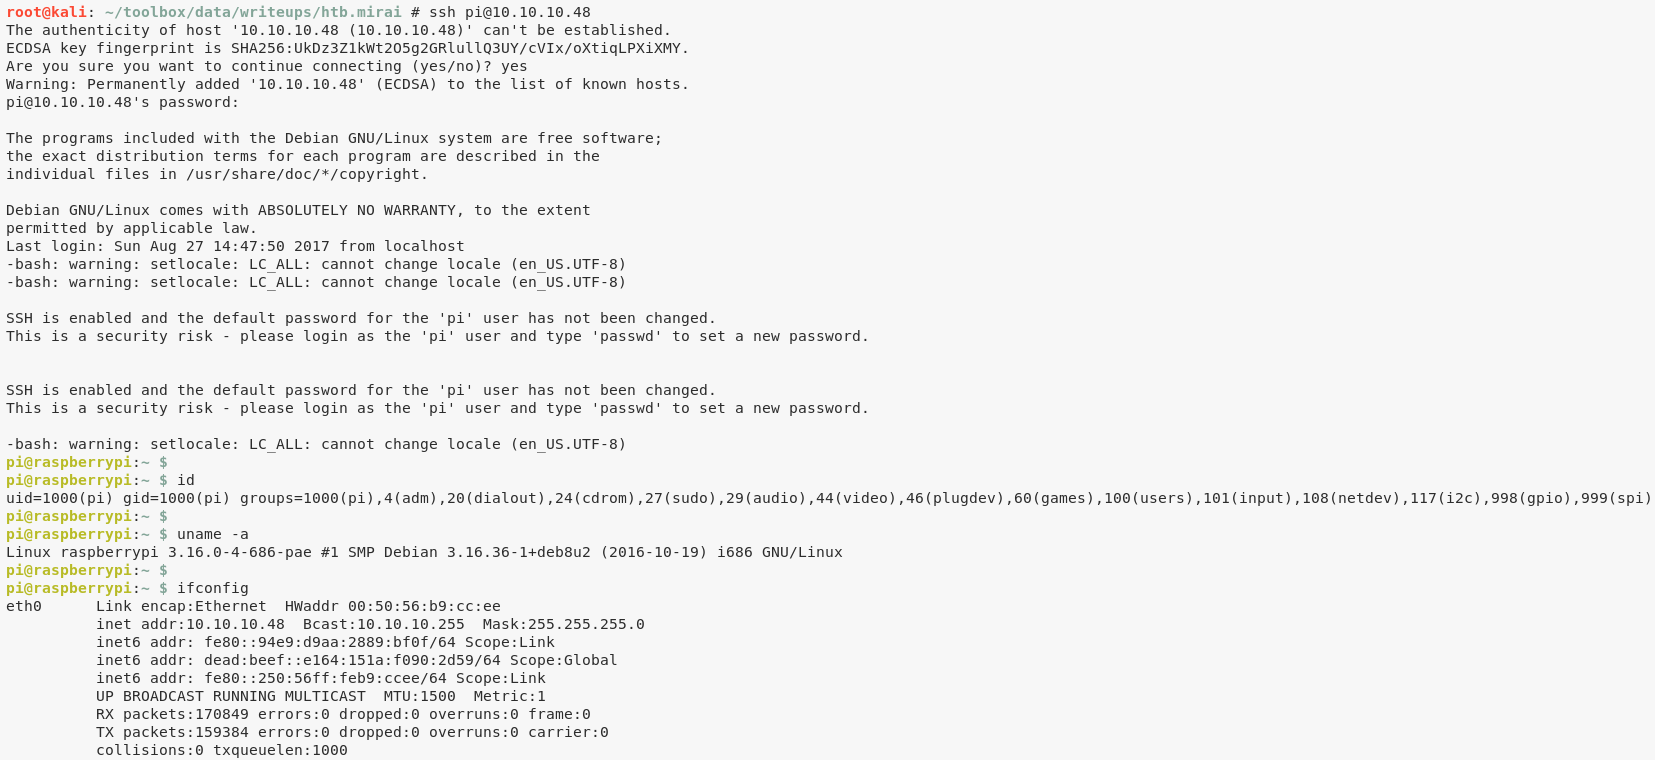 root@kali: ~/toolbox/data/writeups/htb.mirai # ssh pi@10.10.10.48
The authenticity of host '10.10.10.48 (10.10.10.48)' can't be established.
ECDSA key fingerprint is SHA256:UkDz3Z1kWt2O5g2GRlullQ3UY/cVIx/oXtiqLPXiXMY.
Are you sure you want to continue connecting (yes/no)? yes
Warning: Permanently added '10.10.10.48' (ECDSA) to the list of known hosts.
pi@10.10.10.48's password:
The programs included with the Debian GNU/Linux system are free software;
the exact distribution terms for each program are described in the
individual files in /usr/share/doc/*/copyright.
Debian GNU/Linux comes with ABSOLUTELY NO WARRANTY, to the extent
permitted by applicable law.
Last login: Sun Aug 27 14:47:50 2017 from localhost
-bash: warning: setlocale: LC_ALL: cannot change locale (en_US.UTF-8)
-bash: warning: setlocale: LC_ALL: cannot change locale (en_US.UTF-8)
SSH is enabled and the default password for the 'pi' user has not been changed.
This is a security risk - please login as the 'pi' user and type 'passwd' to set a new password.
SSH is enabled and the default password for the 'pi' user has not been changed.
This is a security risk - please login as the 'pi' user and type 'passwd' to set a new password.
-bash: warning: setlocale: LC_ALL: cannot change locale (en_US.UTF-8)
pi@raspberrypi:~ $
pi@raspberrypi:~ $ id
uid=1000(pi) gid=1000(pi) groups=1000(pi),4(adm),20(dialout),24(cdrom),27(sudo),29(audio),44(video),46(plugdev),60(games),100(users),101(input),108(netdev),117(i2c),998(gpio),999(spi)
pi@raspberrypi:~ $
pi@raspberrypi:~ $ uname -a
Linux raspberrypi 3.16.0-4-686-pae #1 SMP Debian 3.16.36-1+deb8u2 (2016-10-19) i686 GNU/Linux
pi@raspberrypi:~ $
pi@raspberrypi:~ $ ifconfig
eth0      Link encap:Ethernet  HWaddr 00:50:56:b9:cc:ee
          inet addr:10.10.10.48  Bcast:10.10.10.255  Mask:255.255.255.0
          inet6 addr: fe80::94e9:d9aa:2889:bf0f/64 Scope:Link
          inet6 addr: dead:beef::e164:151a:f090:2d59/64 Scope:Global
          inet6 addr: fe80::250:56ff:feb9:ccee/64 Scope:Link
          UP BROADCAST RUNNING MULTICAST  MTU:1500  Metric:1
          RX packets:170849 errors:0 dropped:0 overruns:0 frame:0
          TX packets:159384 errors:0 dropped:0 overruns:0 carrier:0
          collisions:0 txqueuelen:1000